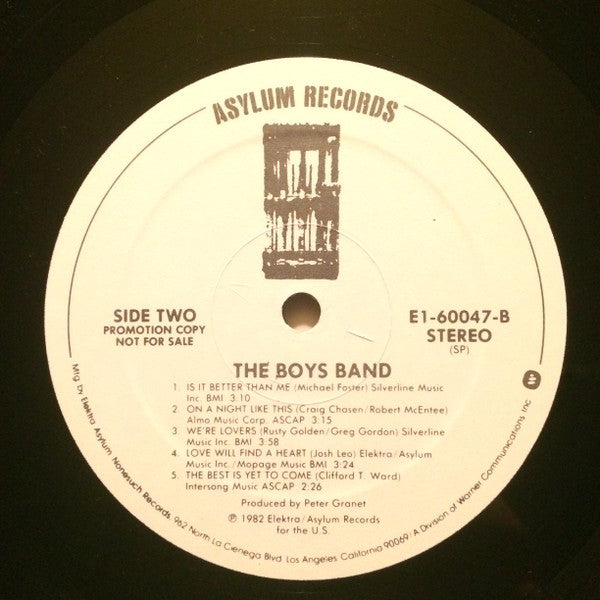 ASYLUM RECORDS
SIDE TWO
PROMOTION COPY
NOT FOR SALE
E1-60047-B
STEREO
(SP)
THE BOYS BAND
1. IS IT BETTER THAN ME (Michael Foster) Silverline Music
Inc. BMI 3:10
2. ON A NIGHT LIKE THIS (Craig Chasen/Robert McEntee)
Almo Music Corp. ASCAP 3:15
3. WE'RE LOVERS (Rusty Golden/Greg Gordon) Silverline
Music Inc. BMI 3:58
4. LOVE WILL FIND A HEART (Josh Leo) Elektra/Asylum
Music Inc./Mopage Music BMI 3:24
5. THE BEST IS YET TO COME (Clifford T. Ward)
Intersong Music ASCAP 2:26
Produced by Peter Granet
℗ 1982 Elektra/Asylum Records
for the U.S.
Mfg. by Elektra Asylum Nonesuch Records, 962 North La Cienega Blvd. Los Angeles, California 90069/A Division of Warner Communications Inc.